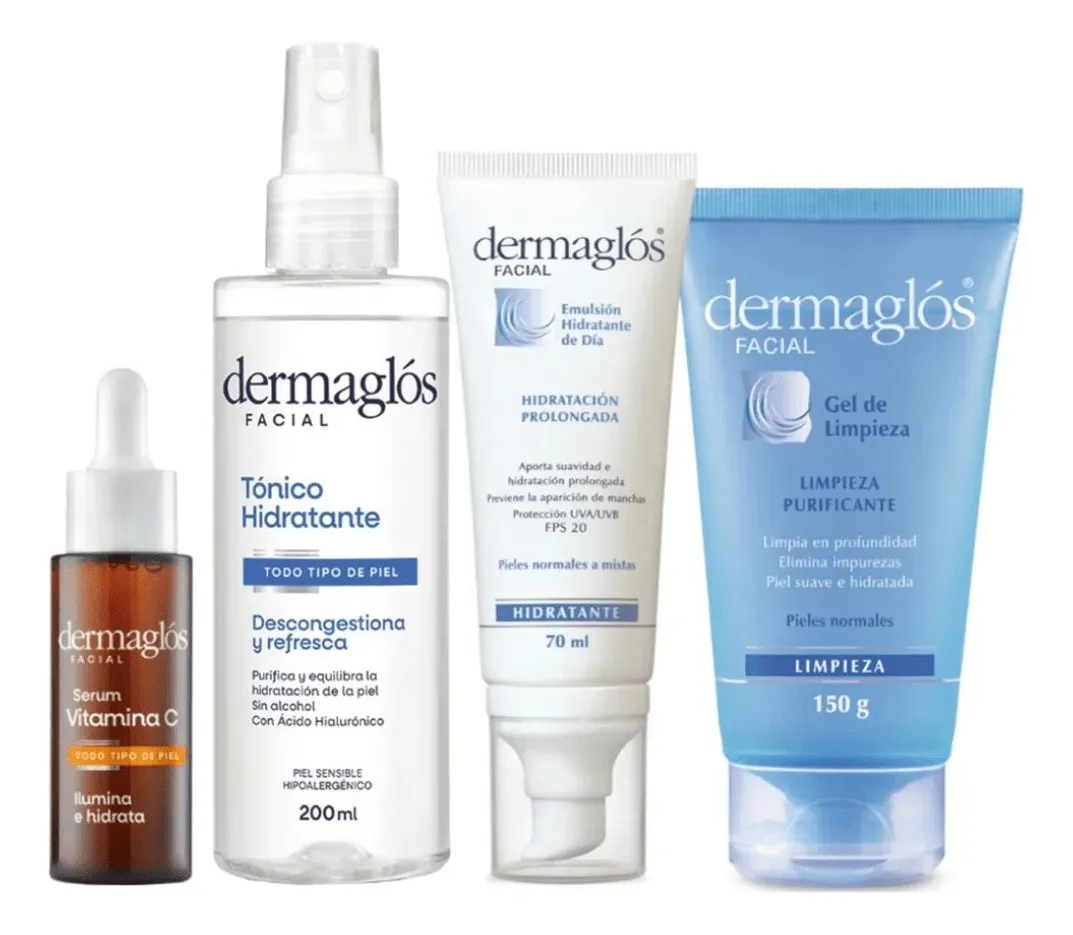 dermaglós
FACIAL
Serum
Vitamina C
TODO TIPO DE PIEL
Ilumina
e hidrata
dermaglós
FACIAL
Tónico
Hidratante
TODO TIPO DE PIEL
Descongestiona
y refresca
Purifica y equilibra la
hidratación de la piel
Sin alcohol
Con Ácido Hialurónico
PIEL SENSIBLE
HIPOALERGÉNICO
200 ml
dermaglós®
FACIAL
Emulsión
Hidratante
de Día
HIDRATACIÓN
PROLONGADA
Aporta suavidad e
hidratación prolongada
Previene la aparición de manchas
Protección UVA/UVB
FPS 20
Pieles normales a mixtas
HIDRATANTE
70 ml
dermaglós®
FACIAL
Gel de
Limpieza
LIMPIEZA
PURIFICANTE
Limpia en profundidad
Elimina impurezas
Piel suave e hidratada
Pieles normales
LIMPIEZA
150 g